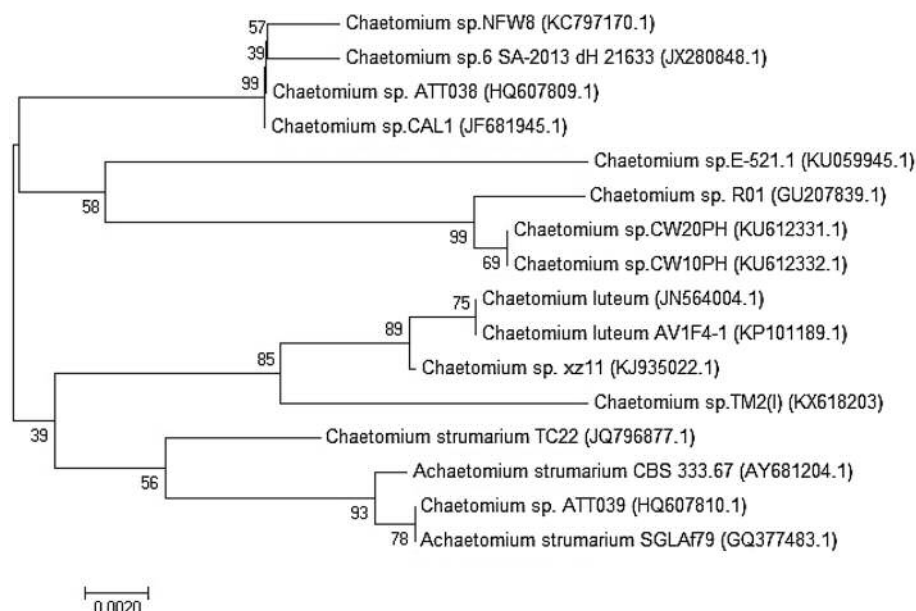 57
Chaetomium sp.NFW8 (KC797170.1)
39
Chaetomium sp.6 SA-2013 dH 21633 (JX280848.1)
99
Chaetomium sp. ATT038 (HQ607809.1)
Chaetomium sp.CAL1 (JF681945.1)
Chaetomium sp.E-521.1 (KU059945.1)
58
Chaetomium sp. R01 (GU207839.1)
99
Chaetomium sp.CW20PH (KU612331.1)
69
Chaetomium sp.CW10PH (KU612332.1)
75
Chaetomium luteum (JN564004.1)
89
Chaetomium luteum AV1F4-1 (KP101189.1)
85
Chaetomium sp. xz11 (KJ935022.1)
Chaetomium sp.TM2(I) (KX618203)
39
Chaetomium strumarium TC22 (JQ796877.1)
56
Achaetomium strumarium CBS 333.67 (AY681204.1)
93
Chaetomium sp. ATT039 (HQ607810.1)
78
Achaetomium strumarium SGLAf79 (GQ377483.1)
0.0020